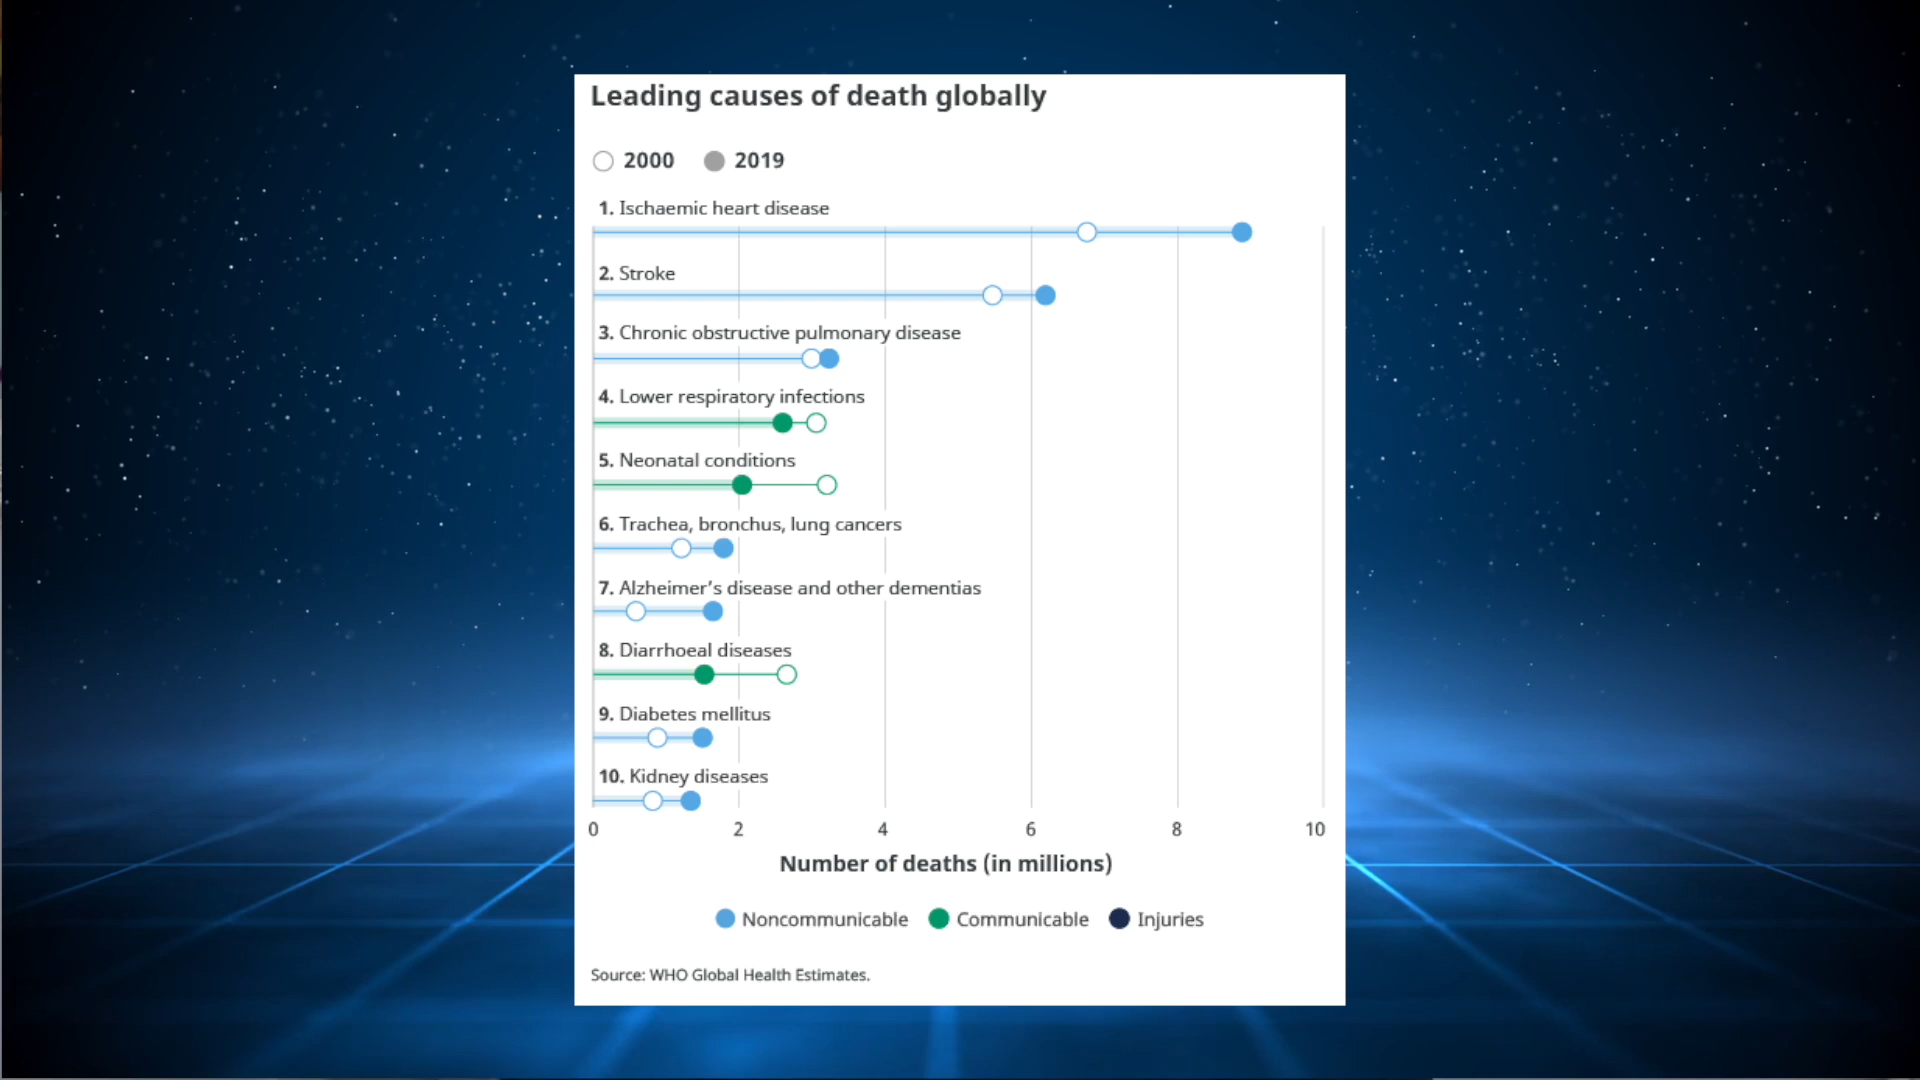 Leading causes of death globally
2000 2019
1. Ischaemic heart disease
2. Stroke
3. Chronic obstructive pulmonary disease
4. Lower respiratory infections
5. Neonatal conditions
6. Trachea, bronchus, lung cancers
7. Alzheimer's disease and other dementias
8. Diarrhoeal diseases
9. Diabetes mellitus
10. Kidney diseases
0 2 4 6 8 10
Number of deaths (in millions)
Noncommunicable Communicable Injuries
Source: WHO Global Health Estimates.